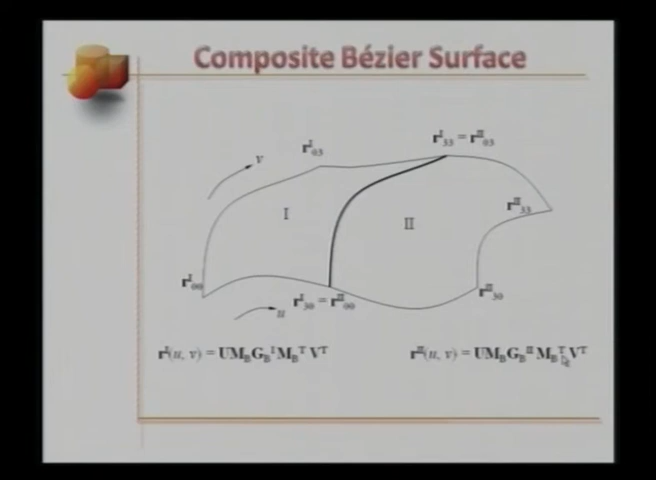 Composite Bézier Surface
r^I_33 = r^II_03
r^I_03
v
I
II
r^II_33
r^I_00
r^I_30 = r^II_00
r^II_30
u
r^I(u, v) = UM_B G_B^I M_B^T V^T
r^II(u, v) = UM_B G_B^II M_B^T V^T